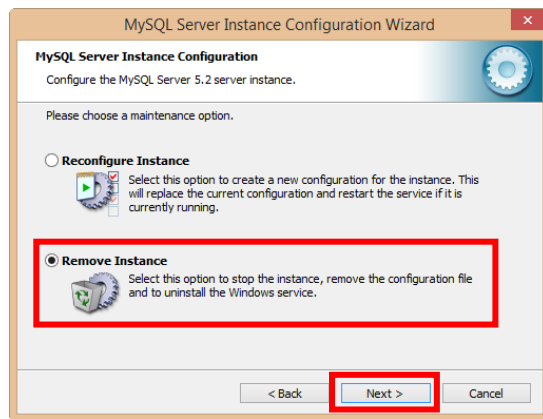 MySQL Server Instance Configuration Wizard
MySQL Server Instance Configuration
Configure the MySQL Server 5.2 server instance.
Please choose a maintenance option.
Reconfigure Instance
Select this option to create a new configuration for the instance. This
will replace the current configuration and restart the service if it is
currently running.
Remove Instance
Select this option to stop the instance, remove the configuration file
and to uninstall the Windows service.
< Back
Next >
Cancel